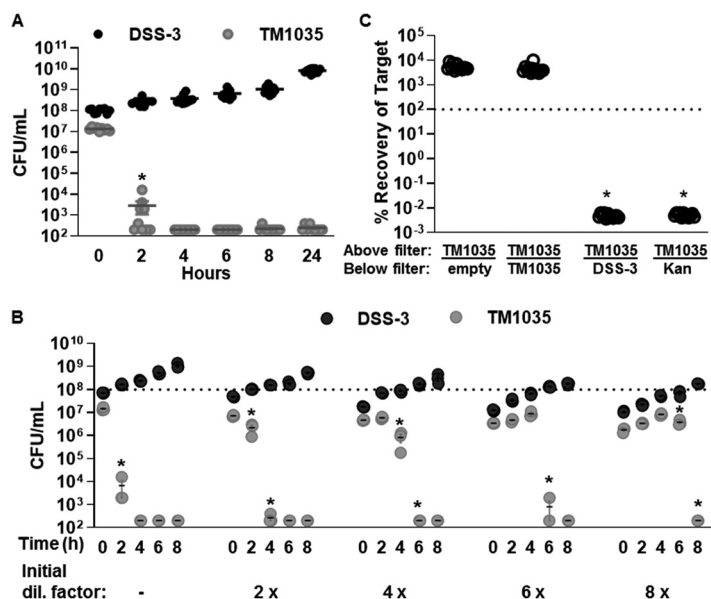 A
DSS-3 TM1035
CFU/mL
10^10
10^9
10^8
10^7
10^6
10^5
10^4
10^3
10^2
*
0 2 4 6 8 24
Hours
C
% Recovery of Target
10^5
10^4
10^3
10^2
10^1
10^0
10^-1
10^-2
10^-3
* *
Above filter: TM1035 TM1035 TM1035 TM1035
Below filter: empty TM1035 DSS-3 Kan
B
DSS-3 TM1035
CFU/mL
10^10
10^9
10^8
10^7
10^6
10^5
10^4
10^3
10^2
* * * * * * * *
Time (h) 0 2 4 6 8 0 2 4 6 8 0 2 4 6 8 0 2 4 6 8 0 2 4 6 8
Initial
dil. factor: - 2 x 4 x 6 x 8 x